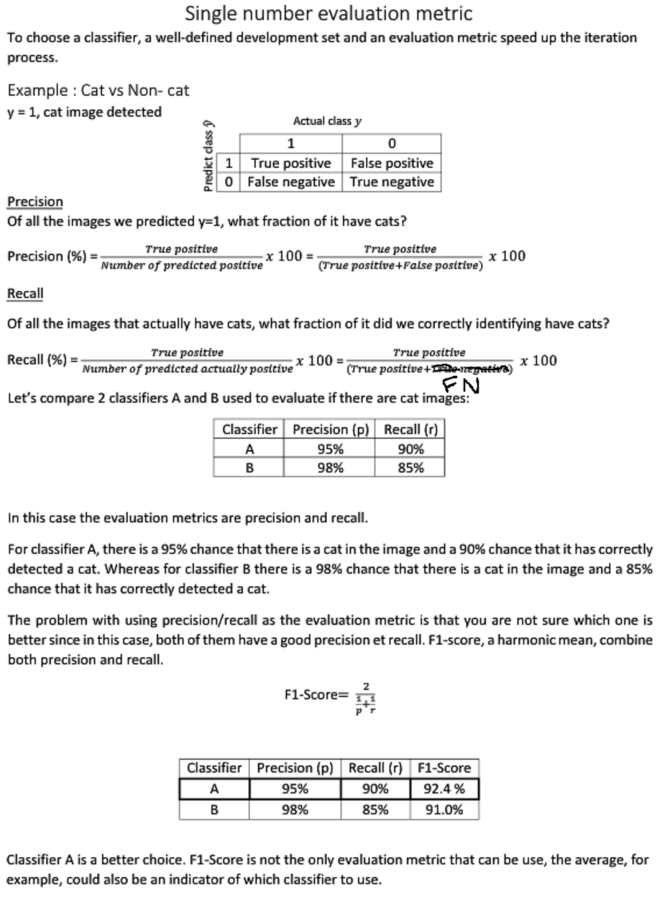 Single number evaluation metric
To choose a classifier, a well-defined development set and an evaluation metric speed up the iteration
process.
Example : Cat vs Non- cat
y = 1, cat image detected
Actual class y
Predict class ŷ
1 0
1 True positive False positive
0 False negative True negative
Precision
Of all the images we predicted y=1, what fraction of it have cats?
Precision (%) = True positive / Number of predicted positive x 100 = True positive / (True positive+False positive) x 100
Recall
Of all the images that actually have cats, what fraction of it did we correctly identifying have cats?
Recall (%) = True positive / Number of predicted actually positive x 100 = True positive / (True positive+True negative) x 100
FN
Let's compare 2 classifiers A and B used to evaluate if there are cat images:
Classifier Precision (p) Recall (r)
A 95% 90%
B 98% 85%
In this case the evaluation metrics are precision and recall.
For classifier A, there is a 95% chance that there is a cat in the image and a 90% chance that it has correctly
detected a cat. Whereas for classifier B there is a 98% chance that there is a cat in the image and a 85%
chance that it has correctly detected a cat.
The problem with using precision/recall as the evaluation metric is that you are not sure which one is
better since in this case, both of them have a good precision et recall. F1-score, a harmonic mean, combine
both precision and recall.
F1-Score= 2 / (1/p + 1/r)
Classifier Precision (p) Recall (r) F1-Score
A 95% 90% 92.4 %
B 98% 85% 91.0%
Classifier A is a better choice. F1-Score is not the only evaluation metric that can be use, the average, for
example, could also be an indicator of which classifier to use.